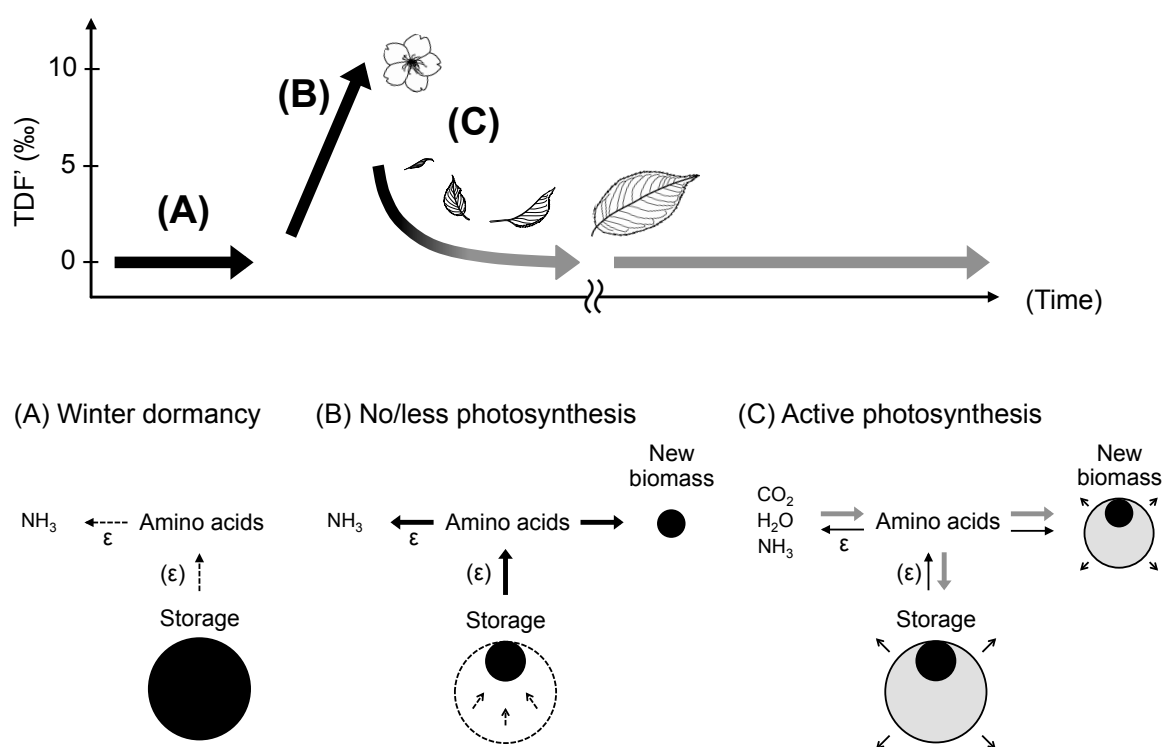 TDF' (‰)
10
5
0
(A)
(B)
(C)
(Time)
(A) Winter dormancy
NH3
Amino acids
ε
(ε)
Storage
(B) No/less photosynthesis
New
biomass
NH3
Amino acids
ε
(ε)
Storage
(C) Active photosynthesis
New
biomass
CO2
H2O
NH3
Amino acids
ε
(ε)
Storage